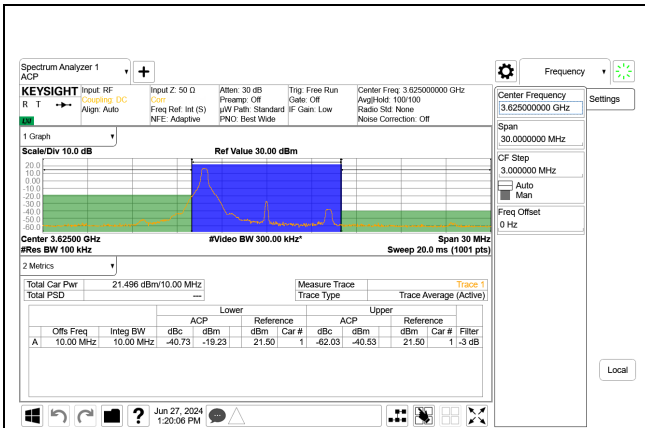 Spectrum Analyzer 1
ACP
Frequency
KEYSIGHT Input: RF Input Z: 50 Ω Atten: 30 dB Trig: Free Run Center Freq: 3.625000000 GHz
R T Coupling: DC Corr Preamp: Off Gate: Off Avg|Hold: 100/100
Align: Auto Freq Ref: Int (S) µW Path: Standard IF Gain: Low Radio Std: None
LXI NFE: Adaptive PNO: Best Wide Noise Correction: Off
Center Frequency
3.625000000 GHz
Settings
Span
30.0000000 MHz
CF Step
3.000000 MHz
Auto
Man
Freq Offset
0 Hz
1 Graph
Scale/Div 10.0 dB Ref Value 30.00 dBm
20.0
10.0
0.00
-10.0
-20.0
-30.0
-40.0
-50.0
-60.0
Center 3.62500 GHz #Video BW 300.00 kHz* Span 30 MHz
#Res BW 100 kHz Sweep 20.0 ms (1001 pts)
2 Metrics
Total Car Pwr 21.496 dBm/10.00 MHz Measure Trace Trace 1
Total PSD --- Trace Type Trace Average (Active)
Lower Upper
ACP Reference ACP Reference
Offs Freq Integ BW dBc dBm dBm Car # dBc dBm dBm Car # Filter
A 10.00 MHz 10.00 MHz -40.73 -19.23 21.50 1 -62.03 -40.53 21.50 1 -3 dB
Local
? Jun 27, 2024
1:20:06 PM